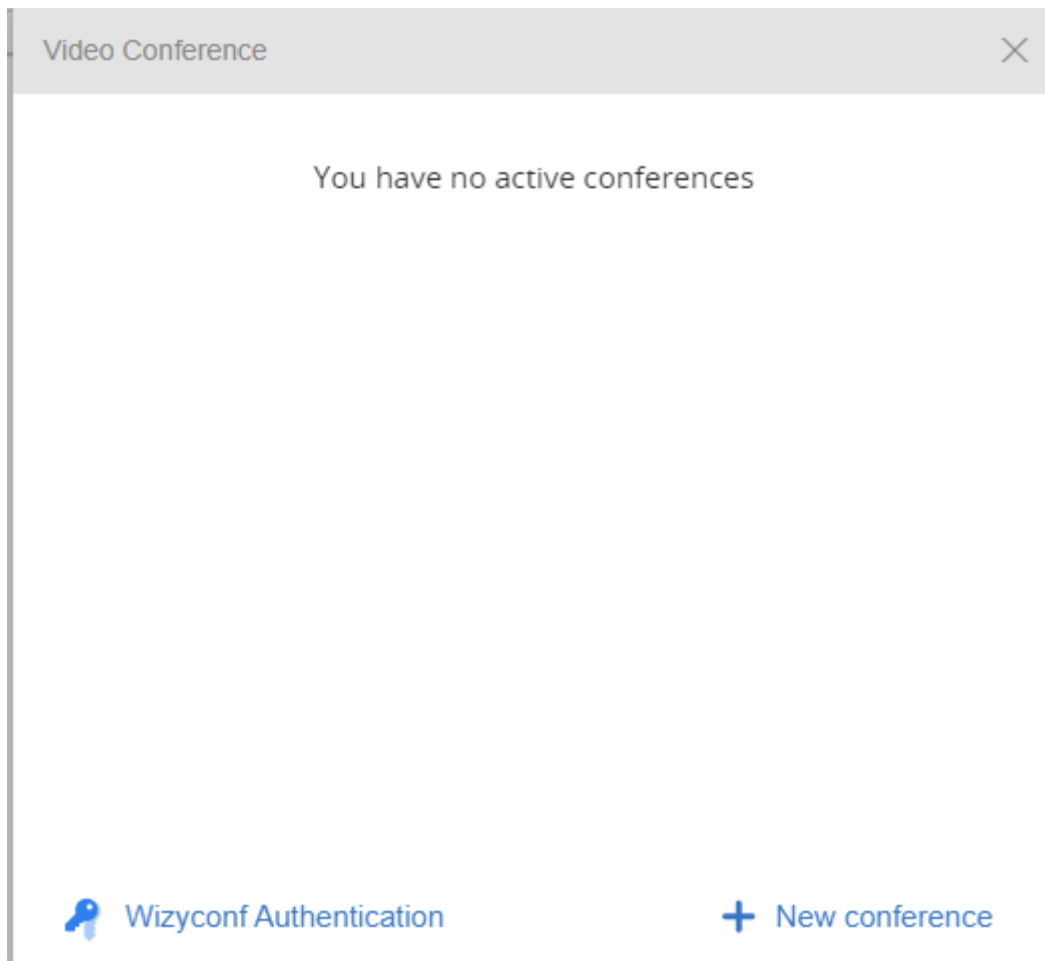 Video Conference
You have no active conferences
Wizyconf Authentication
New conference